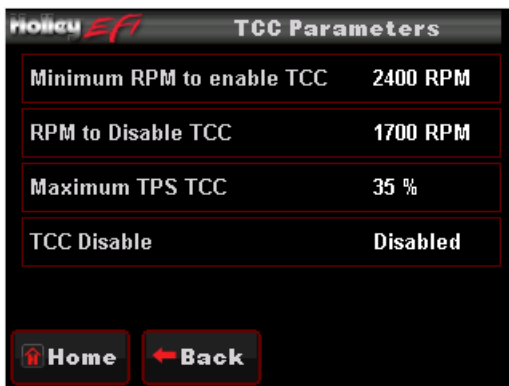 Holley EFI TCC Parameters
Minimum RPM to enable TCC 2400 RPM
RPM to Disable TCC 1700 RPM
Maximum TPS TCC 35 %
TCC Disable Disabled
Home Back